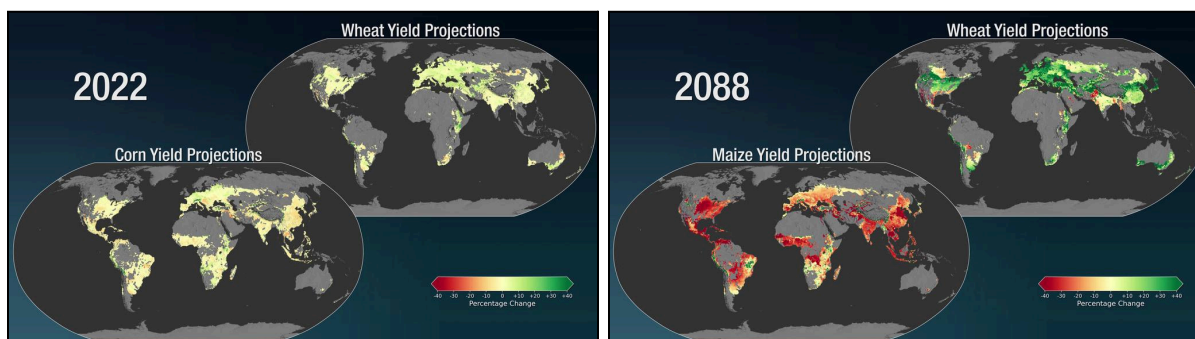 Wheat Yield Projections
2022
Corn Yield Projections
-40 -30 -20 -10 0 +10 +20 +30 +40
Percentage Change
Wheat Yield Projections
2088
Maize Yield Projections
-40 -30 -20 -10 0 +10 +20 +30 +40
Percentage Change